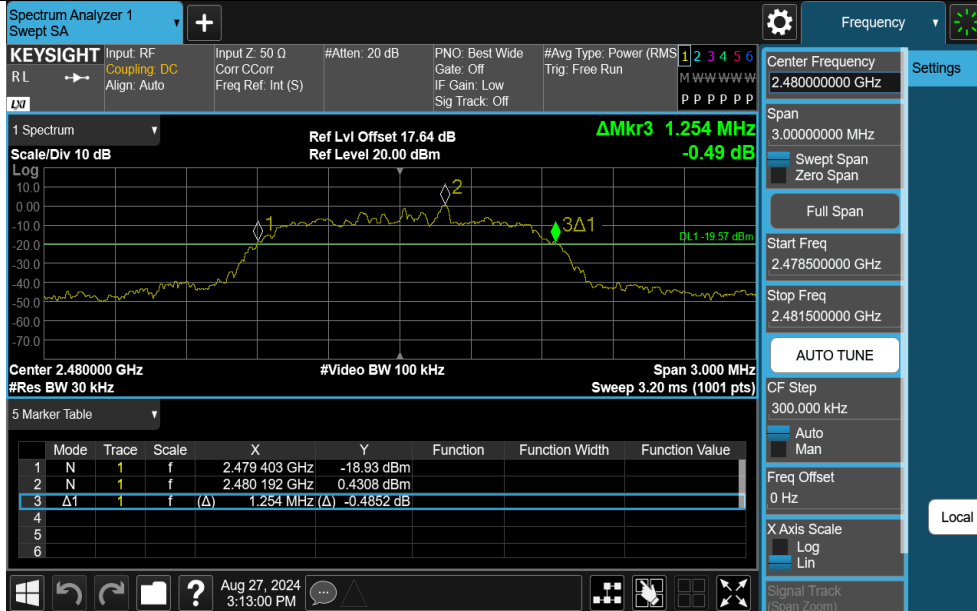 Spectrum Analyzer 1
Swept SA
+
Frequency
KEYSIGHT
R L
LXI
Input: RF
Coupling: DC
Align: Auto
Input Z: 50 Ω
Corr CCorr
Freq Ref: Int (S)
#Atten: 20 dB
PNO: Best Wide
Gate: Off
IF Gain: Low
Sig Track: Off
#Avg Type: Power (RMS
Trig: Free Run
1 2 3 4 5 6
M W W W W W
P P P P P P
1 Spectrum
Scale/Div 10 dB
Ref Lvl Offset 17.64 dB
Ref Level 20.00 dBm
ΔMkr3 1.254 MHz
-0.49 dB
Log
10.0
0.00
-10.0
-20.0
-30.0
-40.0
-50.0
-60.0
-70.0
1
2
3Δ1
DL1 -19.57 dBm
Center 2.480000 GHz
#Video BW 100 kHz
Span 3.000 MHz
#Res BW 30 kHz
Sweep 3.20 ms (1001 pts)
5 Marker Table
Mode Trace Scale X Y Function Function Width Function Value
1 N 1 f 2.479 403 GHz -18.93 dBm
2 N 1 f 2.480 192 GHz 0.4308 dBm
3 Δ1 1 f (Δ) 1.254 MHz (Δ) -0.4852 dB
4
5
6
?
Aug 27, 2024
3:13:00 PM
Center Frequency
2.480000000 GHz
Span
3.00000000 MHz
Swept Span
Zero Span
Full Span
Start Freq
2.478500000 GHz
Stop Freq
2.481500000 GHz
AUTO TUNE
CF Step
300.000 kHz
Auto
Man
Freq Offset
0 Hz
X Axis Scale
Log
Lin
Signal Track
(Span Zoom)
Settings
Local